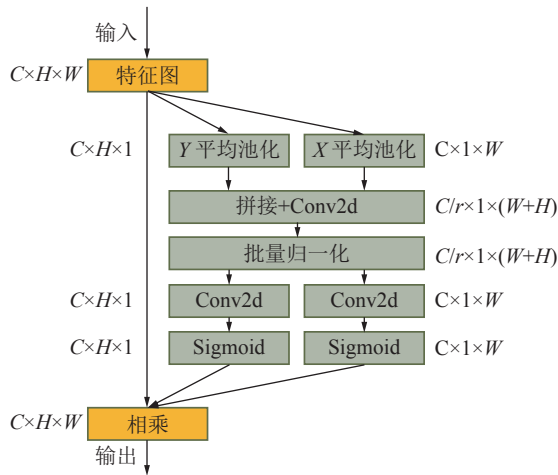 输入
C×H×W 特征图
C×H×1 Y 平均池化 X 平均池化 C×1×W
拼接+Conv2d C/r×1×(W+H)
批量归一化 C/r×1×(W+H)
C×H×1 Conv2d Conv2d C×1×W
C×H×1 Sigmoid Sigmoid C×1×W
C×H×W 相乘
输出